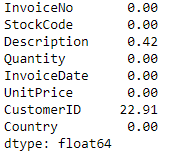 InvoiceNo 0.00
StockCode 0.00
Description 0.42
Quantity 0.00
InvoiceDate 0.00
UnitPrice 0.00
CustomerID 22.91
Country 0.00
dtype: float64